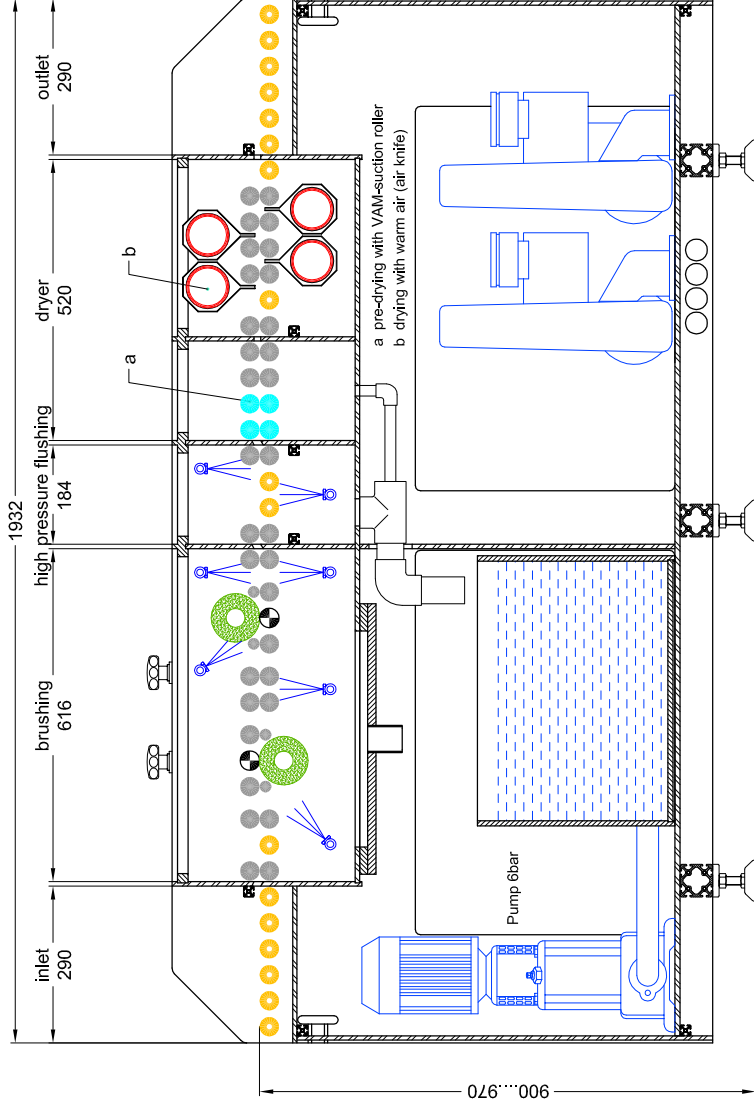 1932
inlet
290
brushing
616
high pressure flushing
184
dryer
520
outlet
290
a
b
a pre-drying with VAM-suction roller
b drying with warm air (air knife)
Pump 6bar
900....970